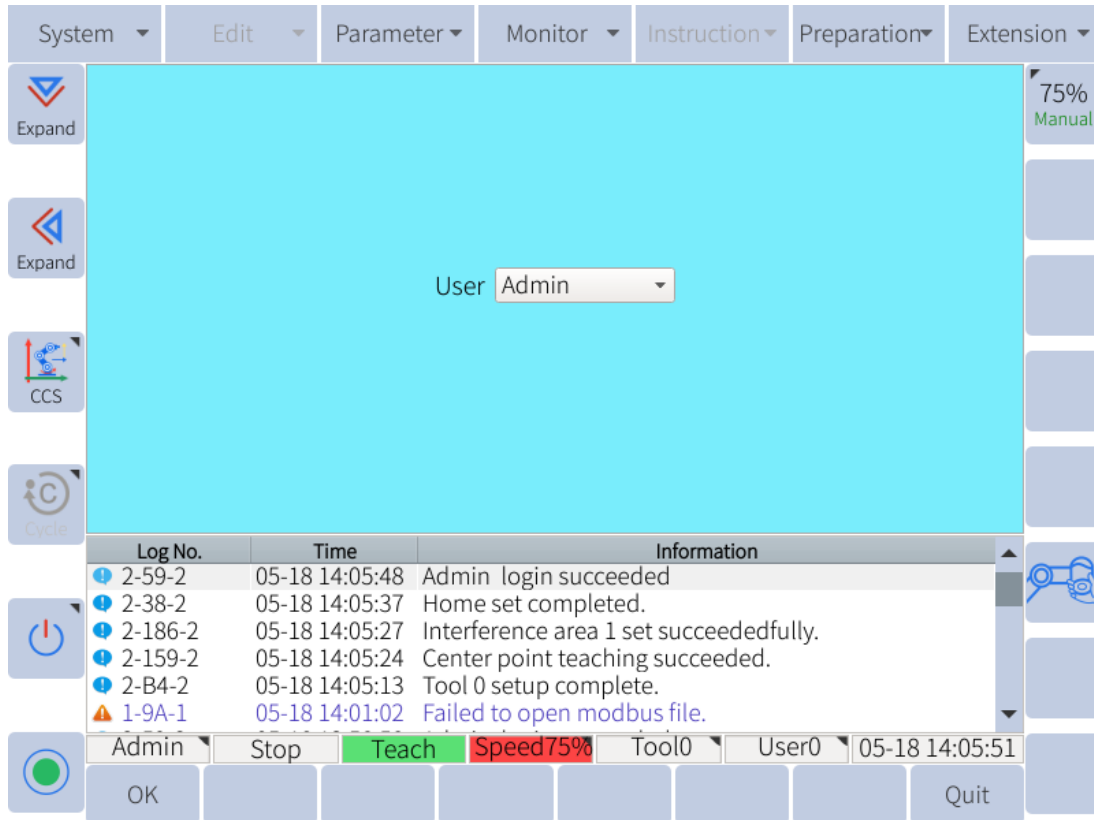 System Edit Parameter Monitor Instruction Preparation Extension
Expand
75%
Manual
Expand
User Admin
CCS
Cycle
Log No. Time Information
2-59-2 05-18 14:05:48 Admin login succeeded
2-38-2 05-18 14:05:37 Home set completed.
2-186-2 05-18 14:05:27 Interference area 1 set succeededfully.
2-159-2 05-18 14:05:24 Center point teaching succeeded.
2-B4-2 05-18 14:05:13 Tool 0 setup complete.
1-9A-1 05-18 14:01:02 Failed to open modbus file.
Admin Stop Teach Speed75% Tool0 User0 05-18 14:05:51
OK Quit